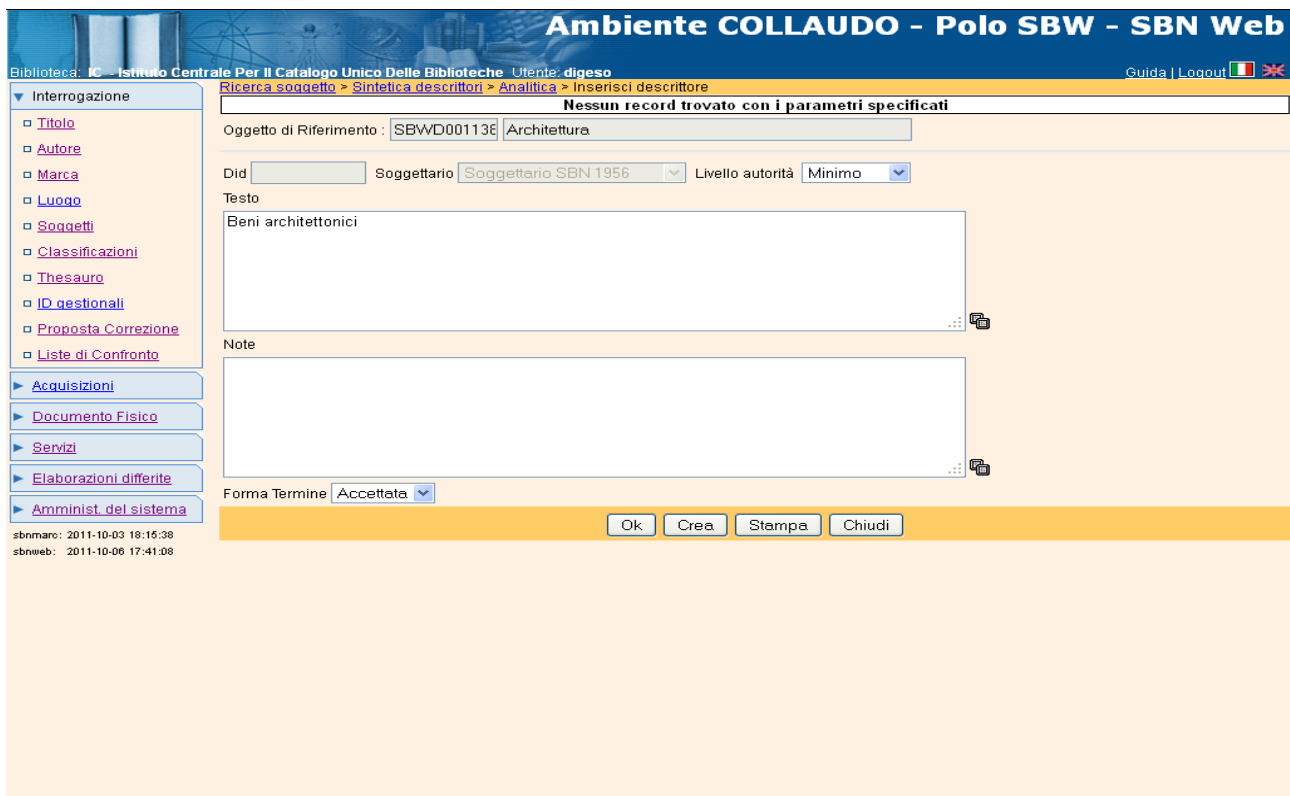 Ambiente COLLAUDO - Polo SBW - SBN Web
Biblioteca: IC - Istituto Centrale Per Il Catalogo Unico Delle Biblioteche Utente: digeso
Guida | Logout
Interrogazione
Titolo
Autore
Marca
Luogo
Soggetti
Classificazioni
Thesauro
ID gestionali
Proposta Correzione
Liste di Confronto
Acquisizioni
Documento Fisico
Servizi
Elaborazioni differite
Amminist. del sistema
sbnmarc: 2011-10-03 18:15:38
sbnweb: 2011-10-06 17:41:08
Ricerca soggetto > Sintetica descrittori > Analitica > Inserisci descrittore
Nessun record trovato con i parametri specificati
Oggetto di Riferimento : SBWD001138 Architettura
Did Soggettario Soggettario SBN 1956 Livello autorità Minimo
Testo
Beni architettonici
Note
Forma Termine Accettata
Ok Crea Stampa Chiudi